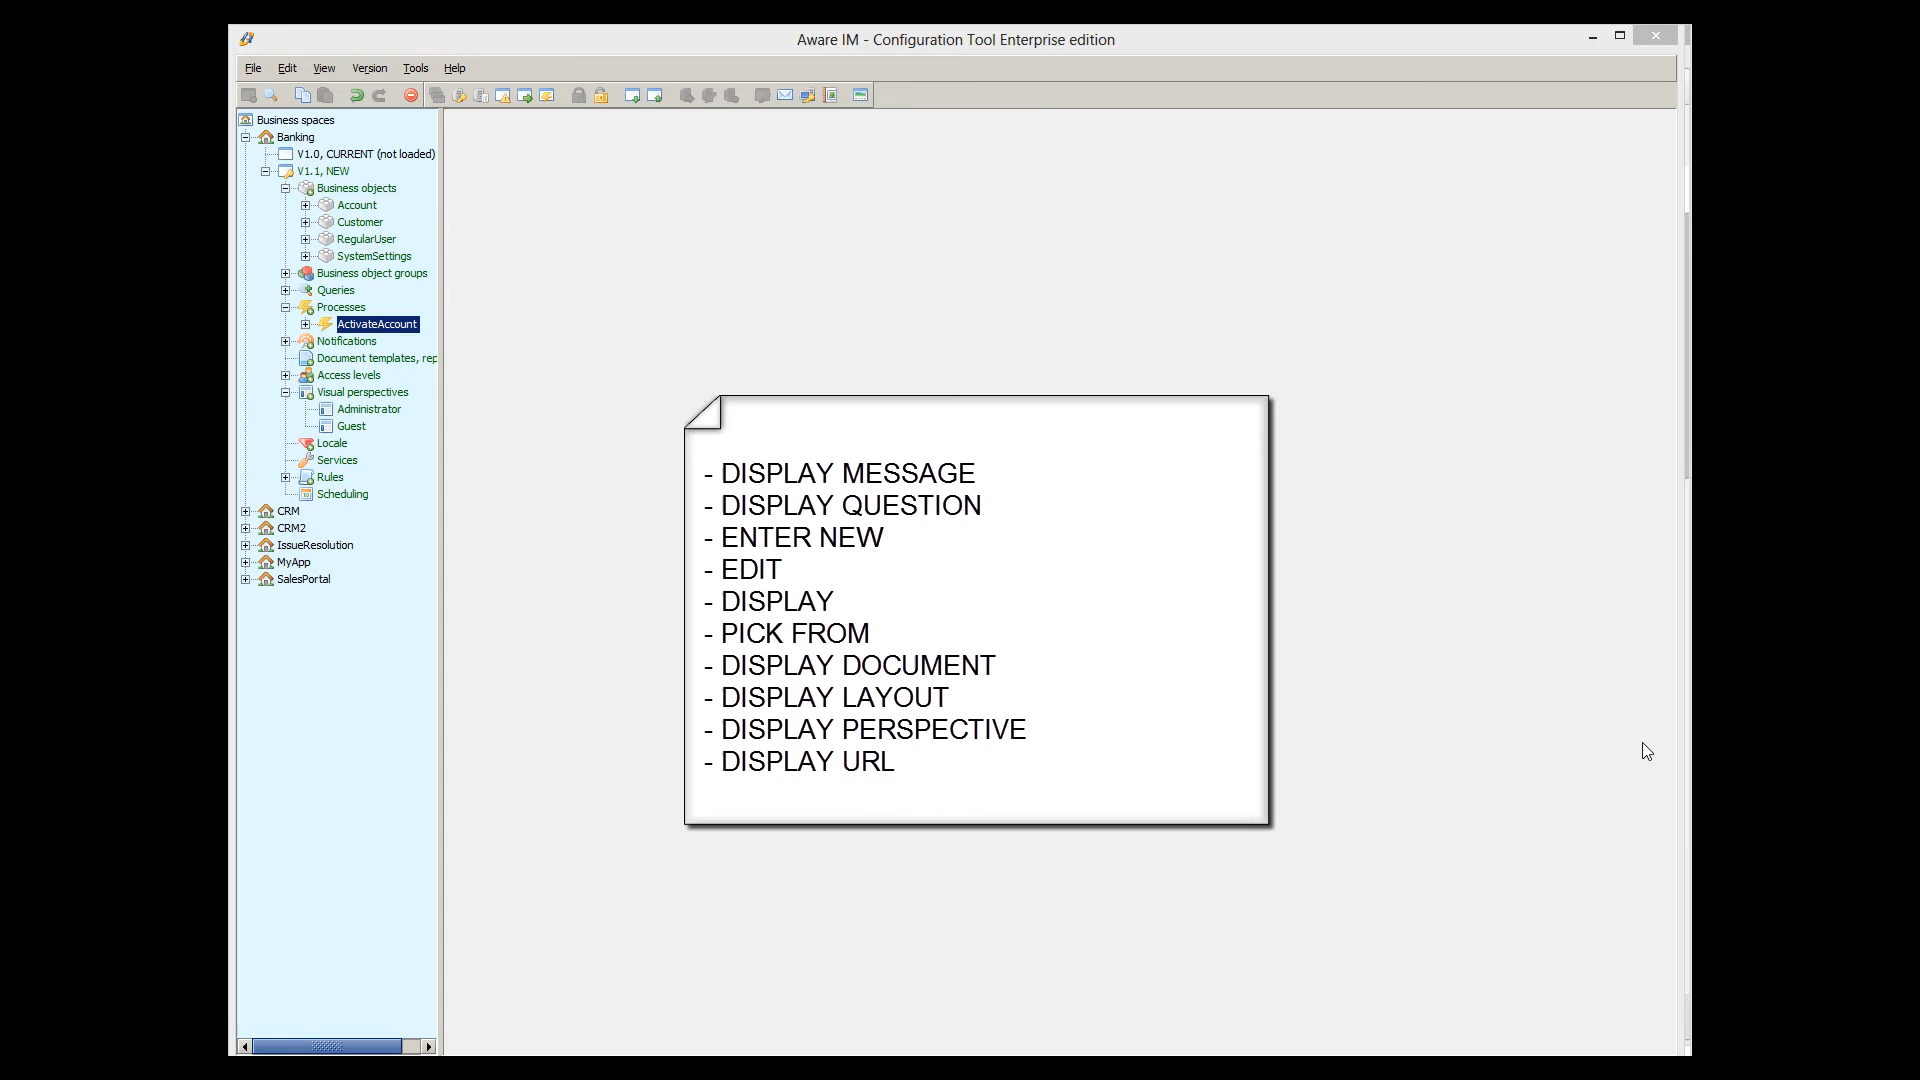 Aware IM - Configuration Tool Enterprise edition
File Edit View Version Tools Help
Business spaces
Banking
V1.0, CURRENT (not loaded)
V1.1, NEW
Business objects
Account
Customer
RegularUser
SystemSettings
Business object groups
Queries
Processes
ActivateAccount
Notifications
Document templates, rep
Access levels
Visual perspectives
Administrator
Guest
Locale
Services
Rules
Scheduling
CRM
CRM2
IssueResolution
MyApp
SalesPortal
- DISPLAY MESSAGE
- DISPLAY QUESTION
- ENTER NEW
- EDIT
- DISPLAY
- PICK FROM
- DISPLAY DOCUMENT
- DISPLAY LAYOUT
- DISPLAY PERSPECTIVE
- DISPLAY URL